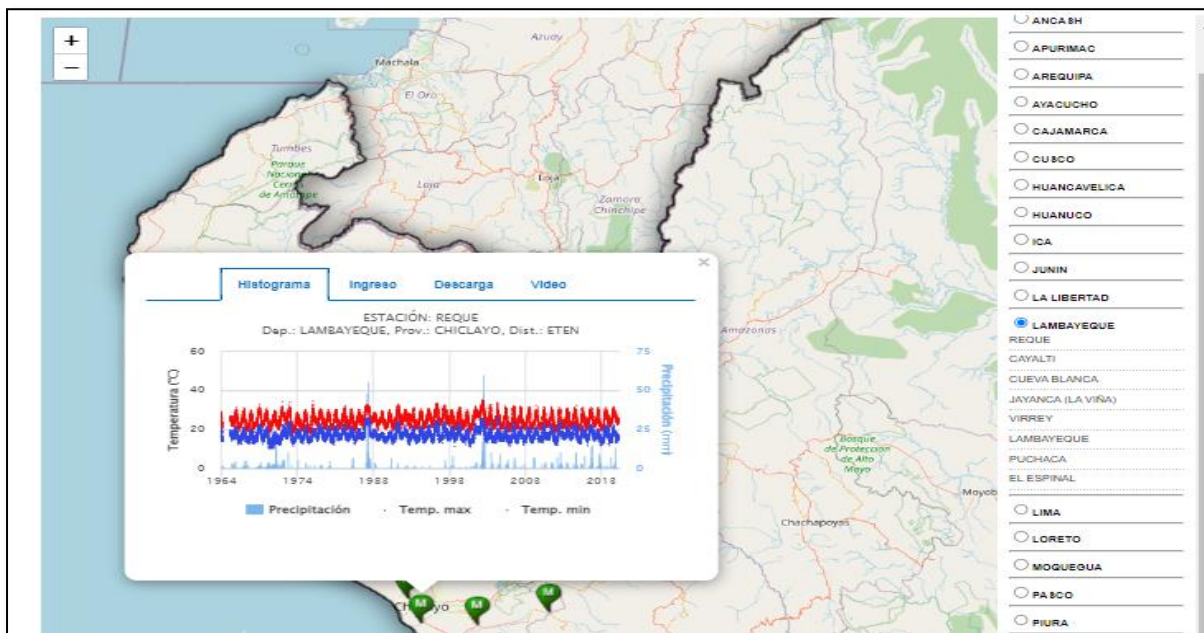 +
−
Azuay
Machala
El Oro
Tumbes
Parque
Nacional
Cerros
de Amotape
Loja
Loja
Zamora
Chinchipe
Amazonas
Bosque
de Protección
de Alto
Mayo
Moyob
Chachapoyas
×
Histograma Ingreso Descarga Video
ESTACIÓN: REQUE
Dep.: LAMBAYEQUE, Prov.: CHICLAYO, Dist.: ETEN
60 75
40 50
20 25
0 0
Temperatura (°C)
Precipitación (mm)
1964 1974 1988 1998 2008 2018
Precipitación Temp. max Temp. min
M
M
M
ANCASH
APURIMAC
AREQUIPA
AYACUCHO
CAJAMARCA
CUSCO
HUANCAVELICA
HUANUCO
ICA
JUNIN
LA LIBERTAD
LAMBAYEQUE
REQUE
CAYALTI
CUEVA BLANCA
JAYANCA (LA VIÑA)
VIRREY
LAMBAYEQUE
PUCHACA
EL ESPINAL
LIMA
LORETO
MOQUEGUA
PASCO
PIURA